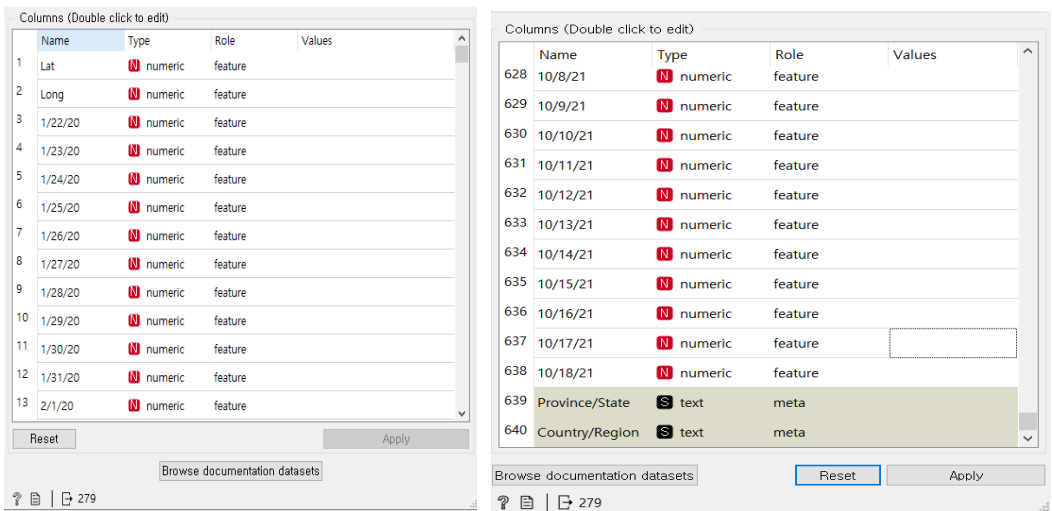 Columns (Double click to edit)
Name Type Role Values
1 Lat N numeric feature
2 Long N numeric feature
3 1/22/20 N numeric feature
4 1/23/20 N numeric feature
5 1/24/20 N numeric feature
6 1/25/20 N numeric feature
7 1/26/20 N numeric feature
8 1/27/20 N numeric feature
9 1/28/20 N numeric feature
10 1/29/20 N numeric feature
11 1/30/20 N numeric feature
12 1/31/20 N numeric feature
13 2/1/20 N numeric feature
Reset Apply
Browse documentation datasets
? 279
Columns (Double click to edit)
Name Type Role Values
628 10/8/21 N numeric feature
629 10/9/21 N numeric feature
630 10/10/21 N numeric feature
631 10/11/21 N numeric feature
632 10/12/21 N numeric feature
633 10/13/21 N numeric feature
634 10/14/21 N numeric feature
635 10/15/21 N numeric feature
636 10/16/21 N numeric feature
637 10/17/21 N numeric feature
638 10/18/21 N numeric feature
639 Province/State S text meta
640 Country/Region S text meta
Browse documentation datasets Reset Apply
? 279